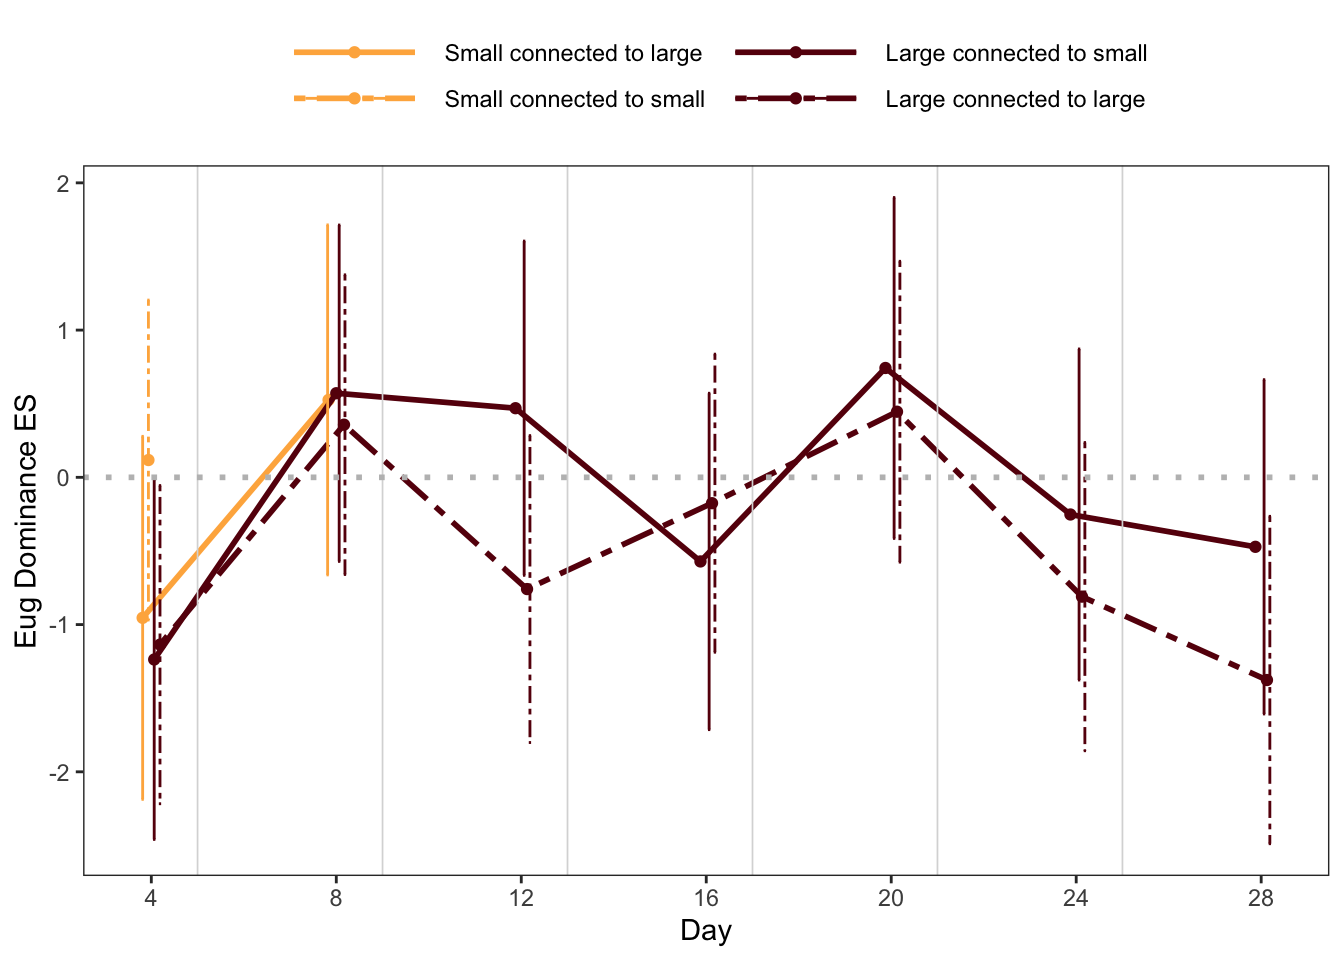 Small connected to large
Large connected to small
Small connected to small
Large connected to large
2
1
0
-1
-2
Eug Dominance ES
4 8 12 16 20 24 28
Day